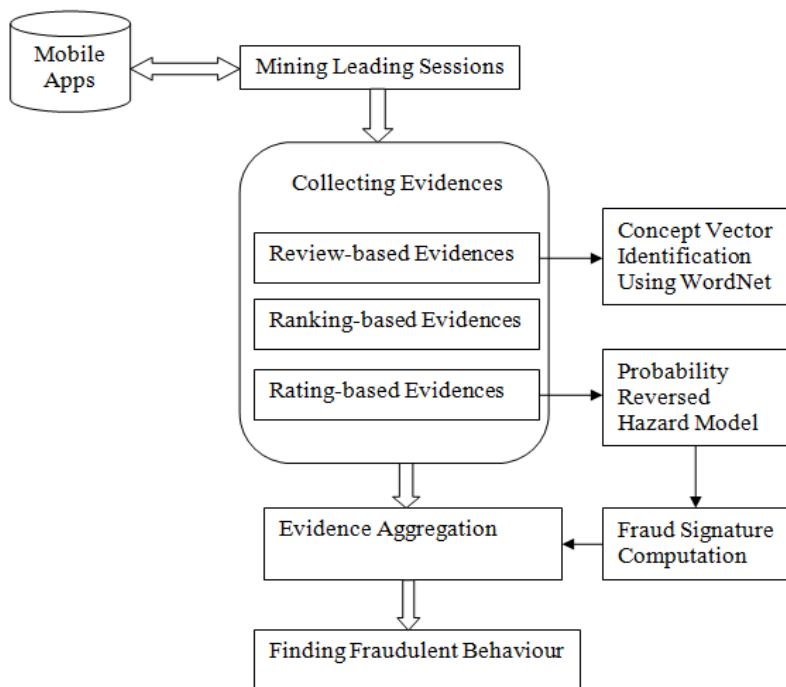 Mobile
Apps
Mining Leading Sessions
Collecting Evidences
Review-based Evidences
Concept Vector
Identification
Using WordNet
Ranking-based Evidences
Rating-based Evidences
Probability
Reversed
Hazard Model
Evidence Aggregation
Fraud Signature
Computation
Finding Fraudulent Behaviour